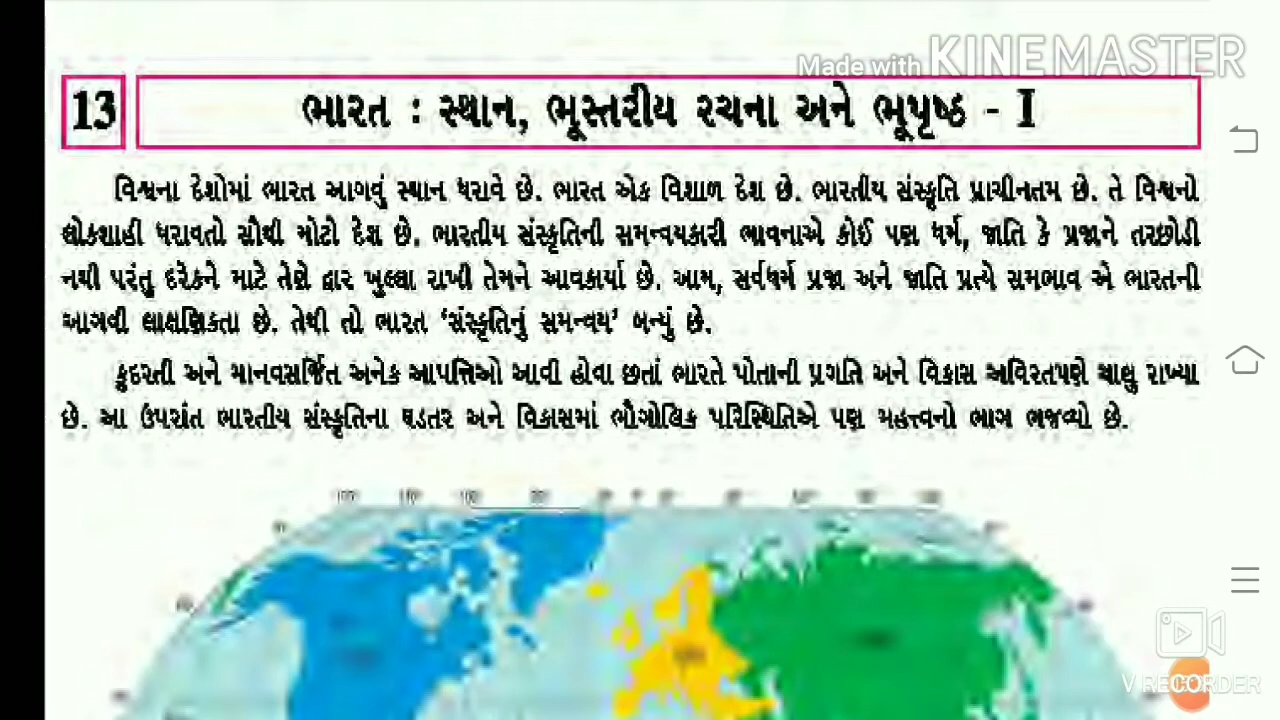 Made with KINEMASTER
13
ભારત : સ્થાન, ભૂસ્તરીય રચના અને ભૂપૃષ્ઠ - I
વિશ્વના દેશોમાં ભારત આગવું સ્થાન ધરાવે છે. ભારત એક વિશાળ દેશ છે. ભારતીય સંસ્કૃતિ પ્રાચીનતમ છે. તે વિશ્વનો
લોકશાહી ધરાવતો સૌથી મોટો દેશ છે. ભારતીય સંસ્કૃતિની સમન્વયકારી ભાવનાએ કોઈ પણ ધર્મ, જાતિ કે પ્રજાને તરછોડી
નથી પરંતુ દરેકને માટે તેણે દ્વાર ખુલ્લા રાખી તેમને આવકાર્યા છે. આમ, સર્વધર્મ પ્રજા અને જાતિ પ્રત્યે સમભાવ એ ભારતની
આગવી લાક્ષણિકતા છે. તેથી તો ભારત ‘સંસ્કૃતિનું સમન્વય’ બન્યું છે.
કુદરતી અને માનવસર્જિત અનેક આપત્તિઓ આવી હોવા છતાં ભારતે પોતાની પ્રગતિ અને વિકાસ અવિરતપણે ચાલુ રાખ્યા
છે. આ ઉપરાંત ભારતીય સંસ્કૃતિના ઘડતર અને વિકાસમાં ભૌગોલિક પરિસ્થિતિએ પણ મહત્ત્વનો ભાગ ભજવ્યો છે.
V RECORDER